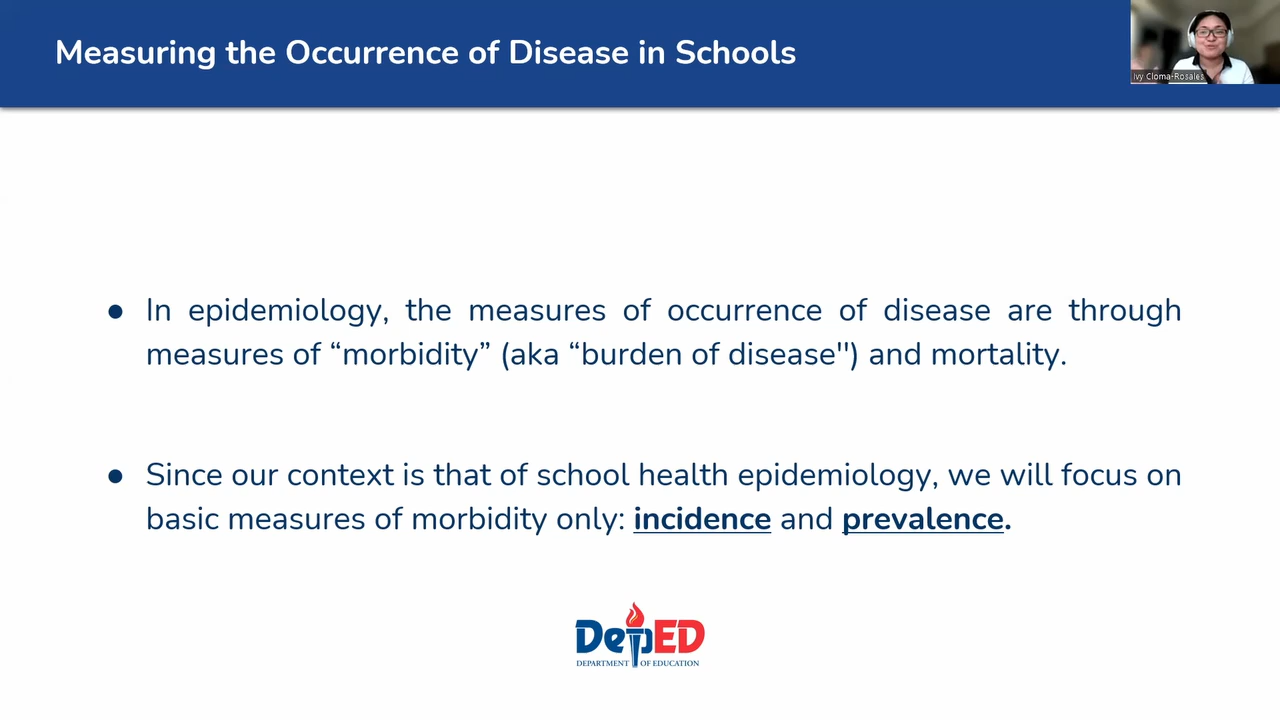 Measuring the Occurrence of Disease in Schools
Ivy Cloma-Rosales
● In epidemiology, the measures of occurrence of disease are through
measures of “morbidity” (aka “burden of disease") and mortality.
● Since our context is that of school health epidemiology, we will focus on
basic measures of morbidity only: incidence and prevalence.
DepED
DEPARTMENT OF EDUCATION